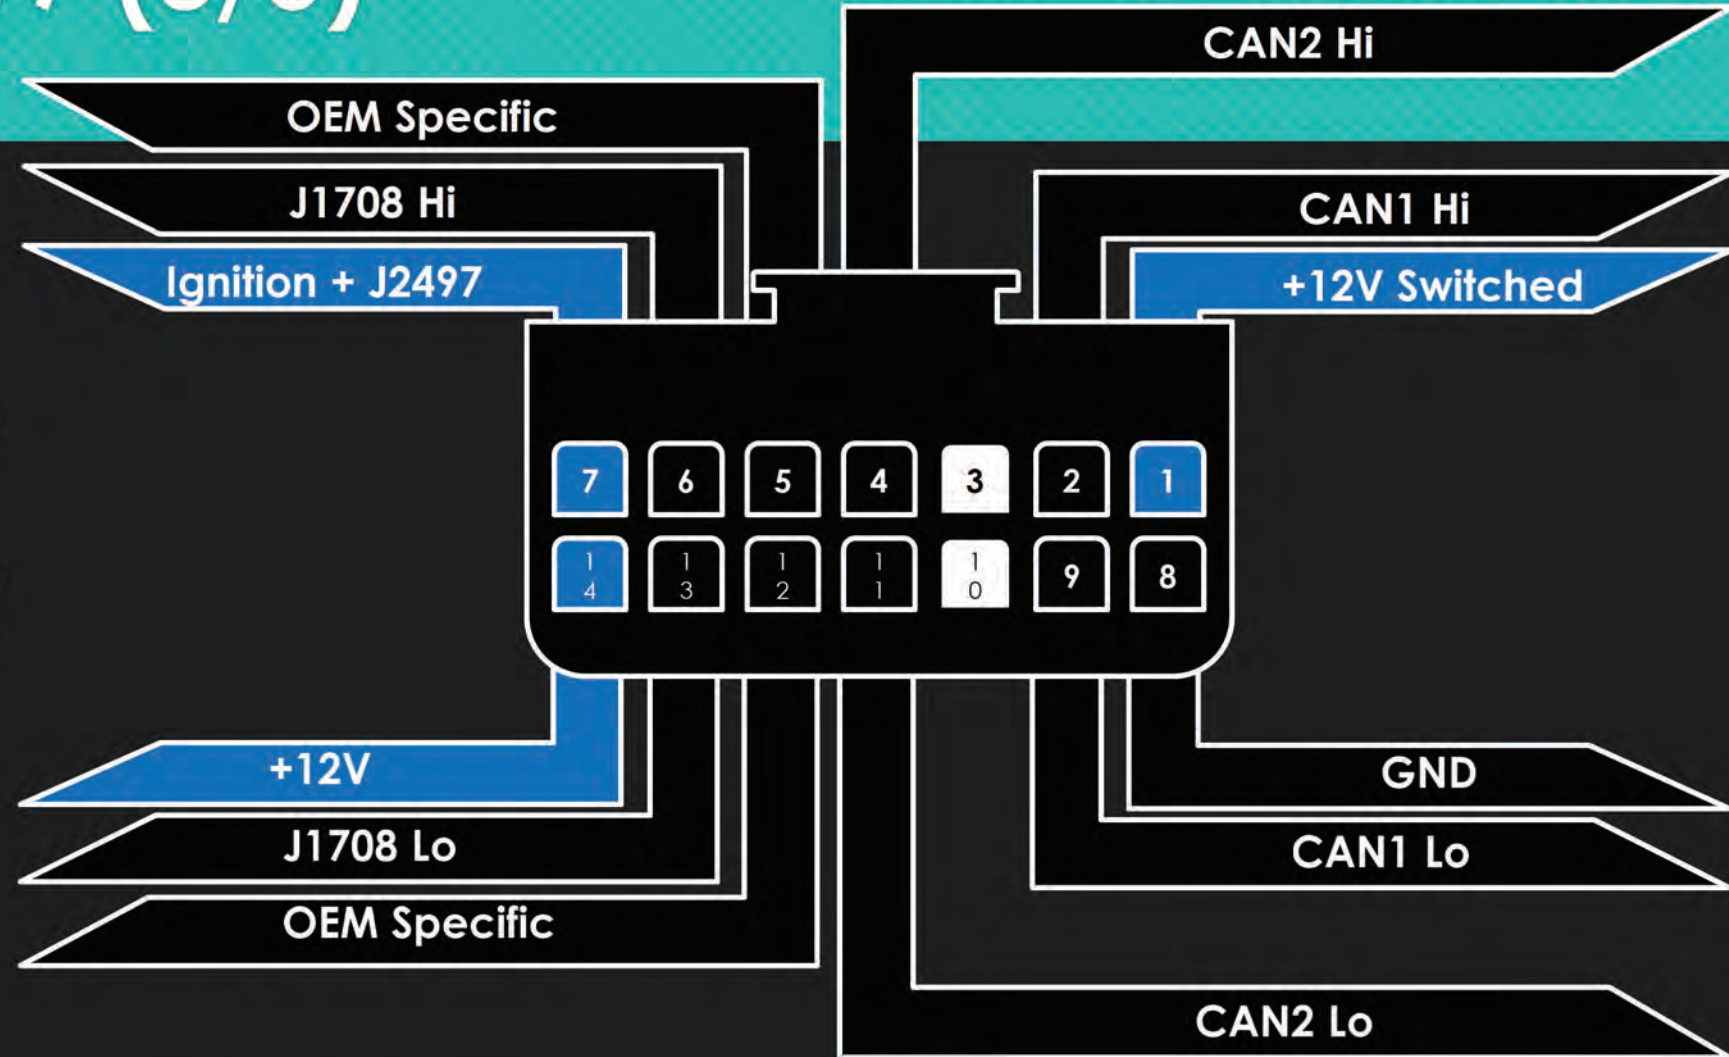 CAN2 Hi
OEM Specific
J1708 Hi
CAN1 Hi
Ignition + J2497
+12V Switched
7 6 5 4 3 2 1
14 13 12 11 10 9 8
+12V
GND
J1708 Lo
CAN1 Lo
OEM Specific
CAN2 Lo